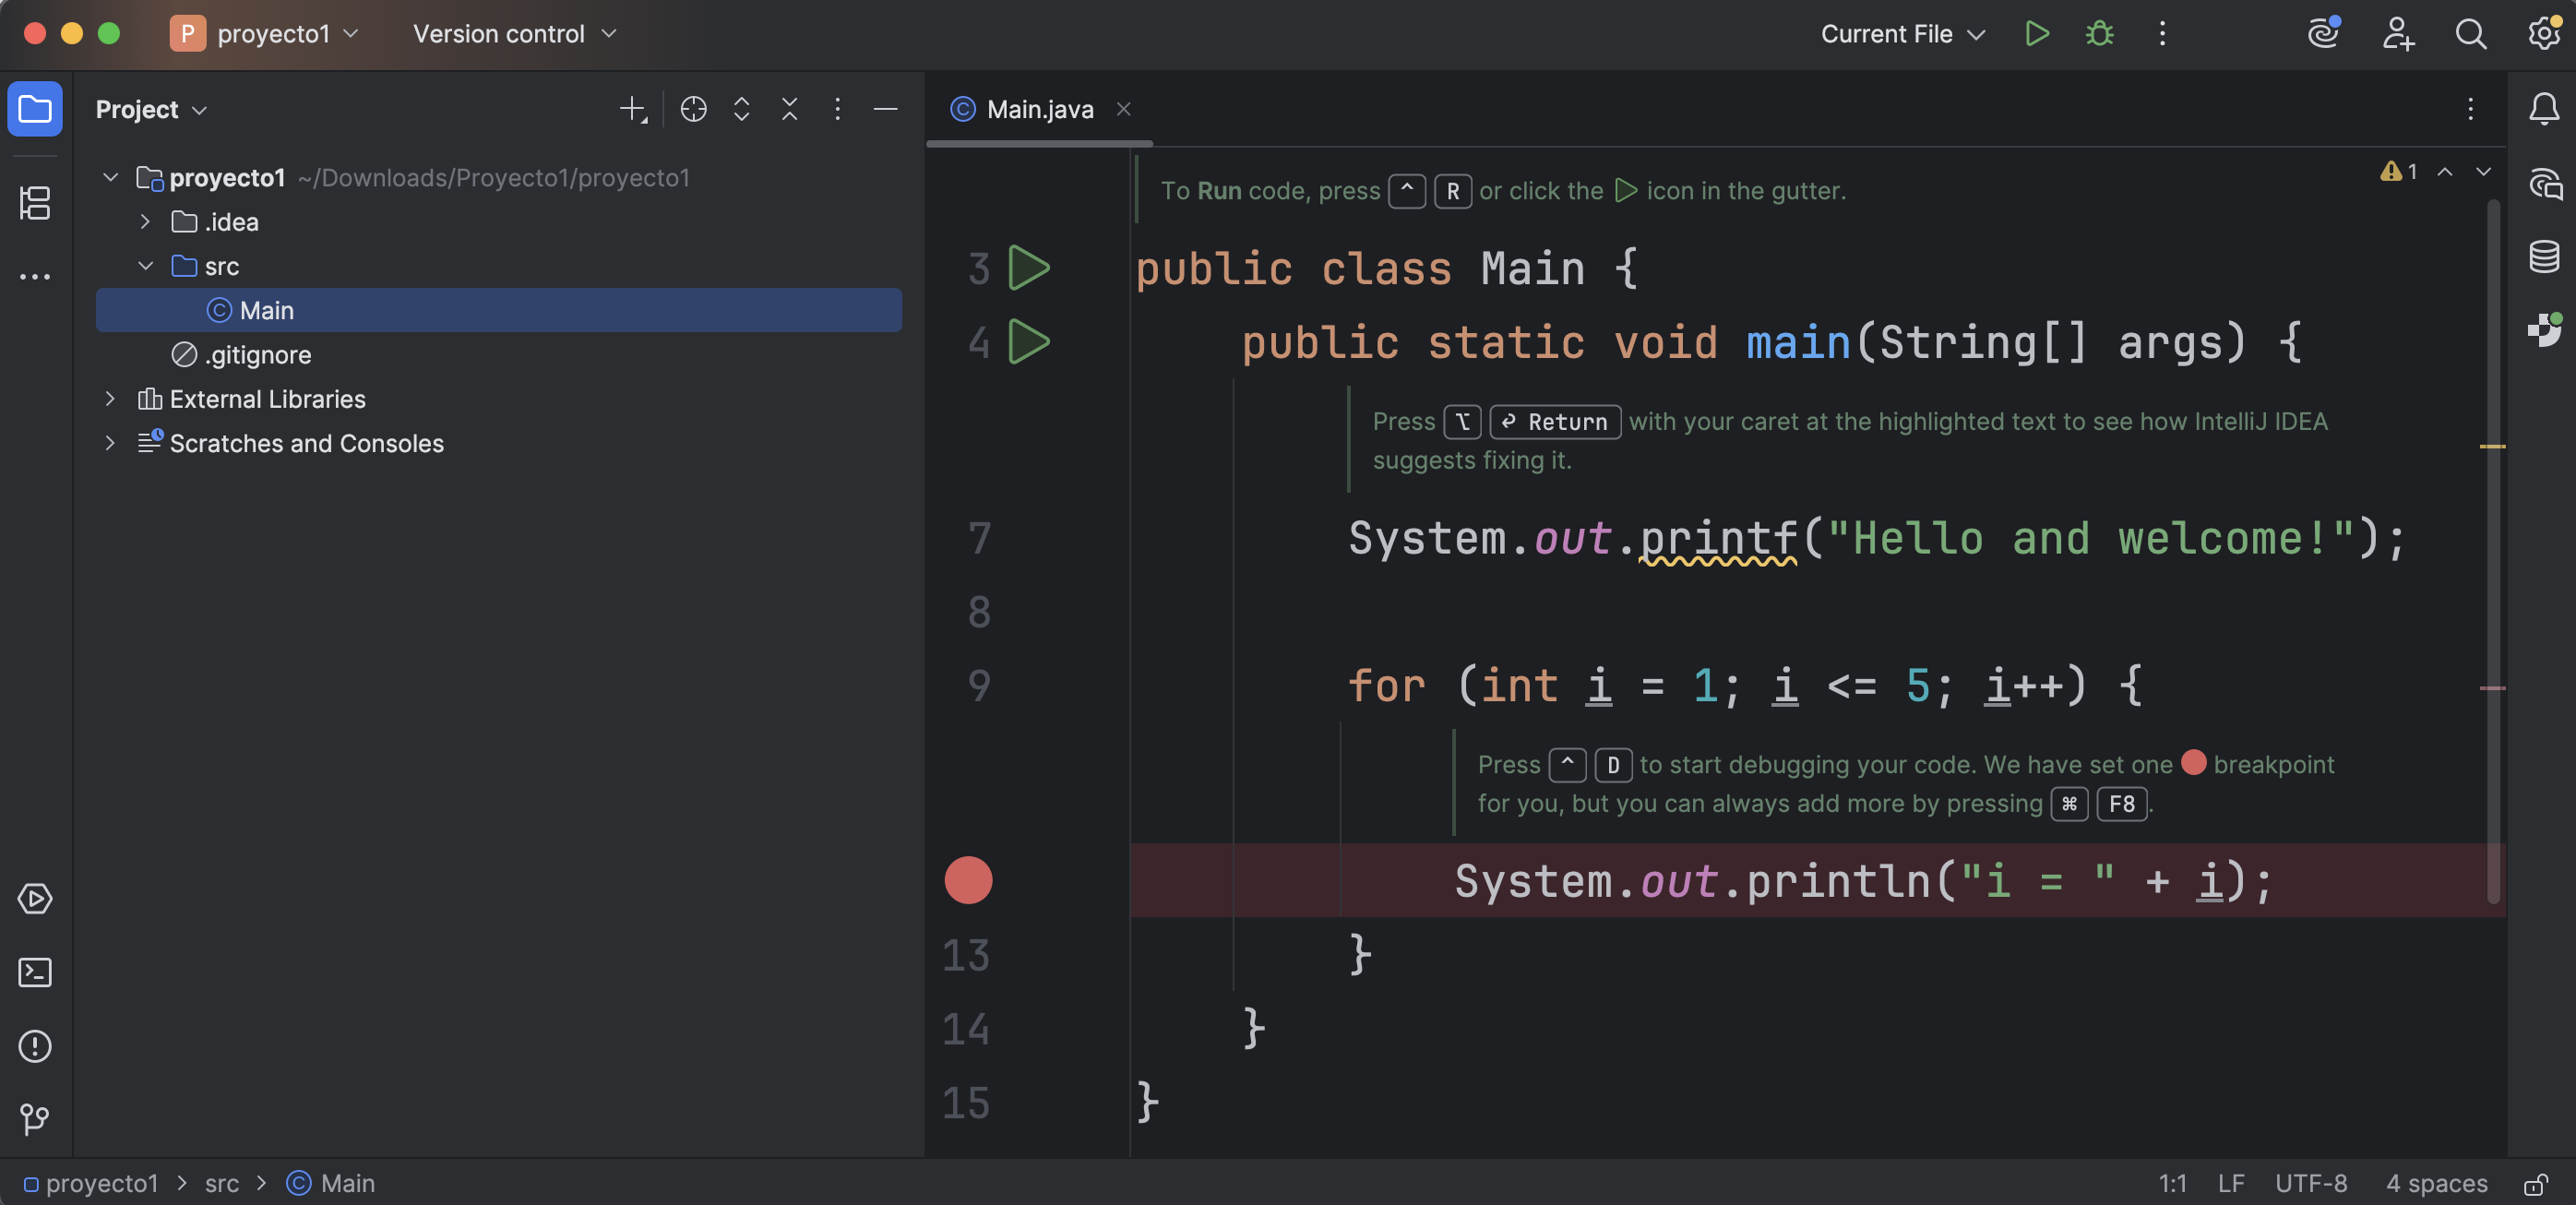 P proyecto1 Version control Current File
Project
proyecto1 ~/Downloads/Proyecto1/proyecto1
.idea
src
Main
.gitignore
External Libraries
Scratches and Consoles
Main.java
1
To Run code, press ^ R or click the icon in the gutter.
3 public class Main {
4 public static void main(String[] args) {
Press ⌥ ⏎ Return with your caret at the highlighted text to see how IntelliJ IDEA
suggests fixing it.
7 System.out.printf("Hello and welcome!");
8
9 for (int i = 1; i <= 5; i++) {
Press ^ D to start debugging your code. We have set one breakpoint
for you, but you can always add more by pressing ⌘ F8.
System.out.println("i = " + i);
13 }
14 }
15 }
proyecto1 > src > Main 1:1 LF UTF-8 4 spaces